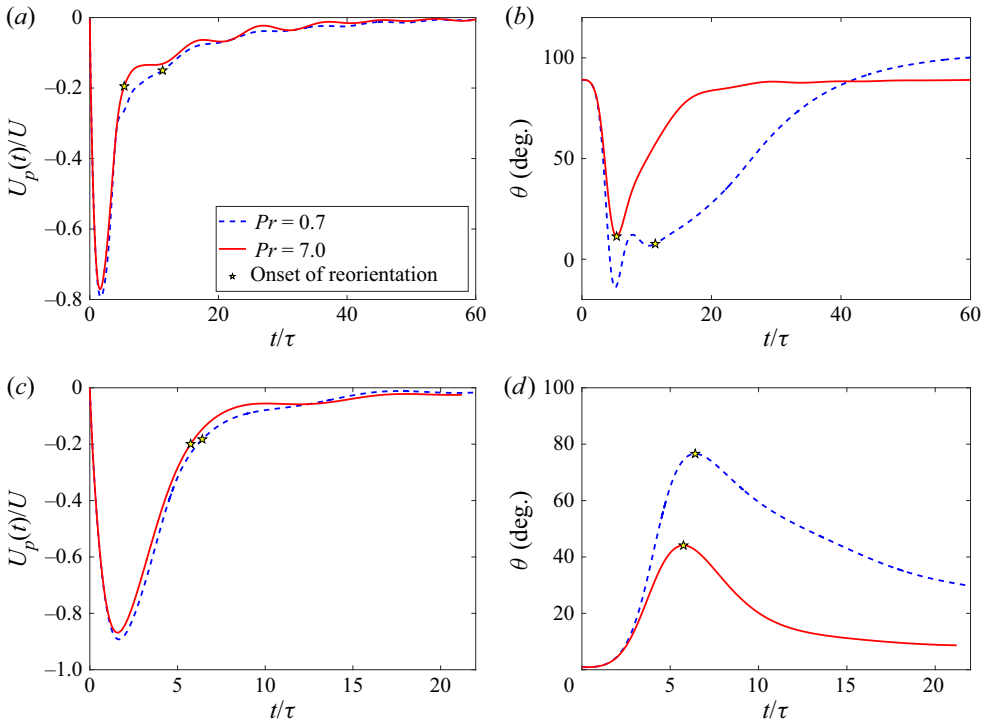 (a)
0
–0.2
–0.4
–0.6
–0.8
U_p(t)/U
0 20 40 60
t/τ
Pr = 0.7
Pr = 7.0
Onset of reorientation
(b)
100
50
0
θ (deg.)
0 20 40 60
t/τ
(c)
0
–0.2
–0.4
–0.6
–0.8
–1.0
U_p(t)/U
0 5 10 15 20
t/τ
(d)
100
80
60
40
20
θ (deg.)
0 5 10 15 20
t/τ